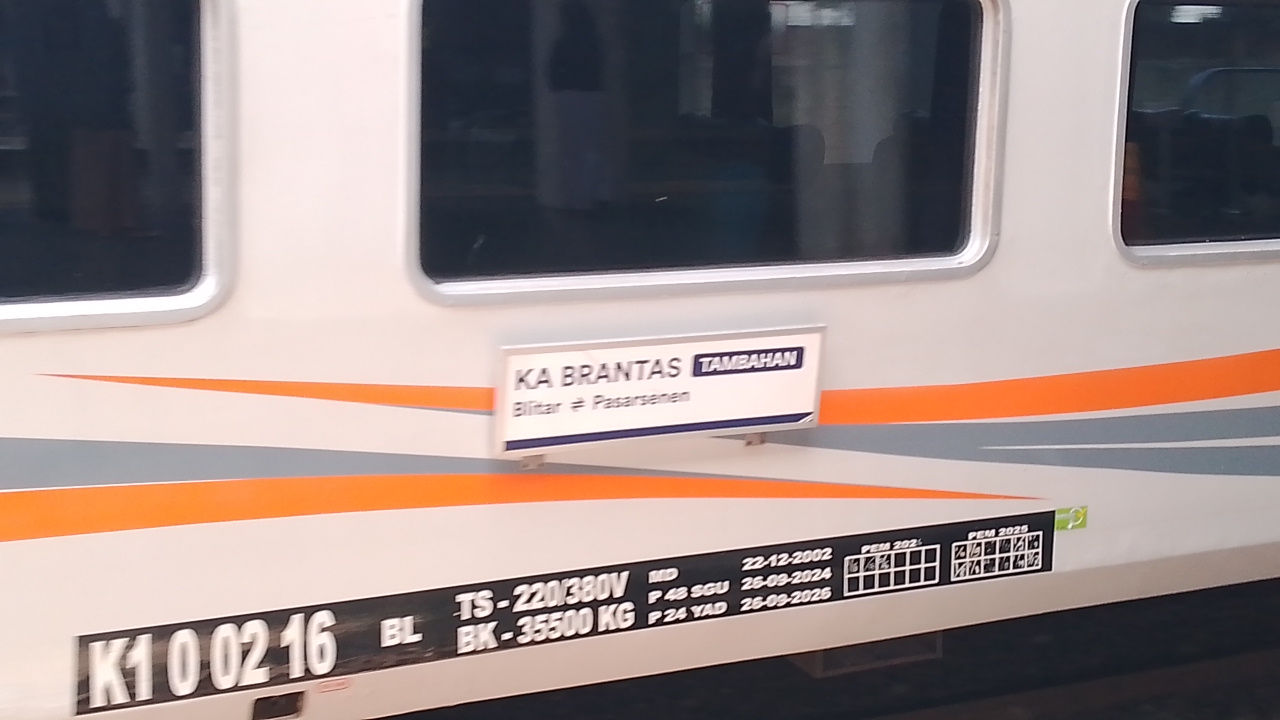 KA BRANTAS TAMBAHAN
Blitar ⇌ Pasarsenen
K1 0 02 16 BL
TS - 220/380V
BK - 35500 KG
MD 22-12-2002
P 48 SGU 26-09-2024
P 24 YAD 26-09-2026
PEM
PEM 2025